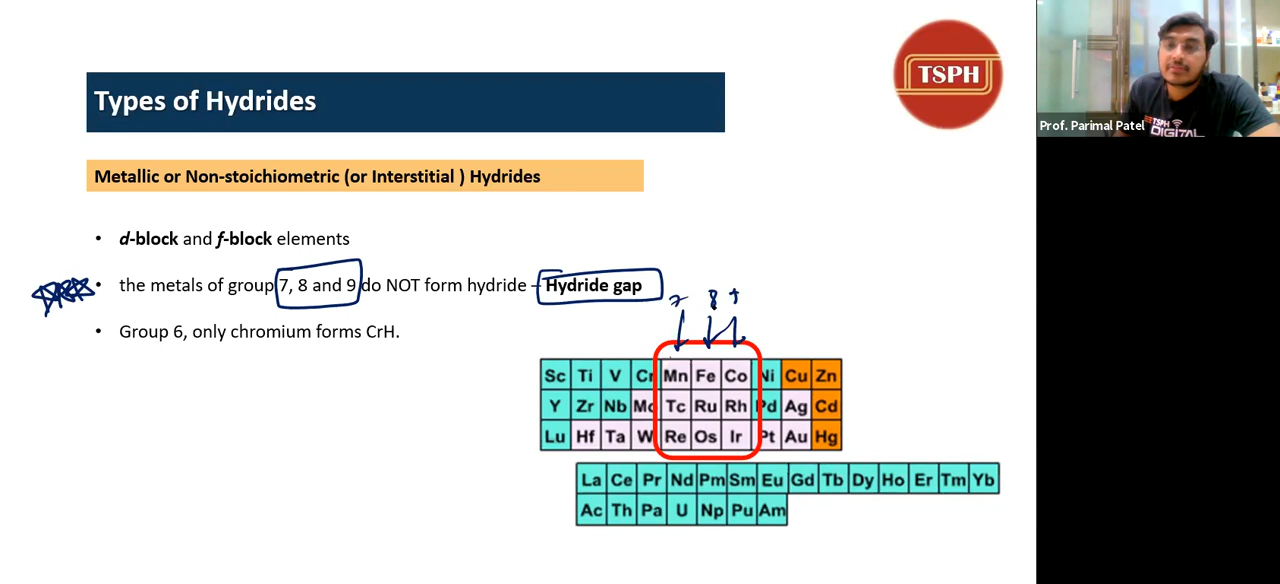 TSPH
Types of Hydrides
Prof. Parimal Patel
TSPH
DIGITAL
Metallic or Non-stoichiometric (or Interstitial ) Hydrides
• d-block and f-block elements
• the metals of group 7, 8 and 9 do NOT form hydride – Hydride gap
7 8 9
• Group 6, only chromium forms CrH.
Sc Ti V Cr Mn Fe Co Ni Cu Zn
Y Zr Nb Mo Tc Ru Rh Pd Ag Cd
Lu Hf Ta W Re Os Ir Pt Au Hg
La Ce Pr Nd Pm Sm Eu Gd Tb Dy Ho Er Tm Yb
Ac Th Pa U Np Pu Am